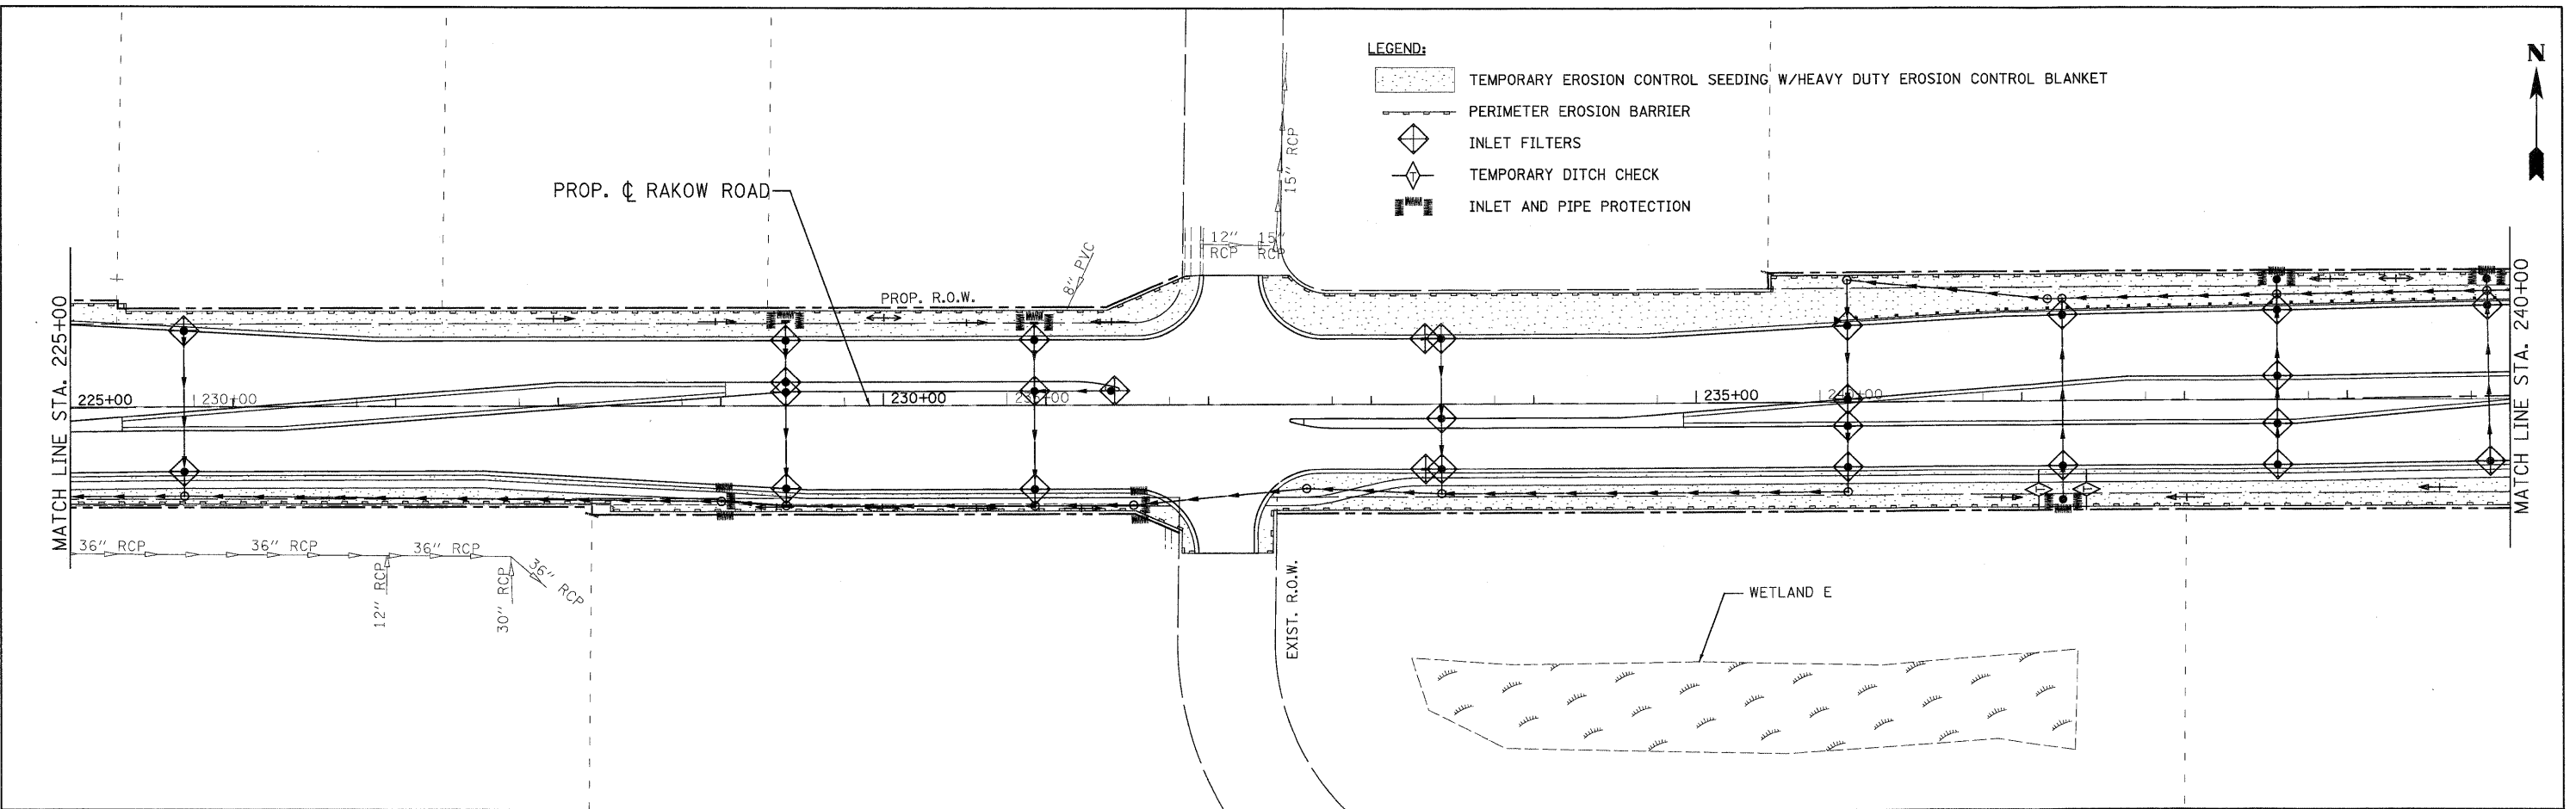 LEGEND:
TEMPORARY EROSION CONTROL SEEDING W/HEAVY DUTY EROSION CONTROL BLANKET
PERIMETER EROSION BARRIER
INLET FILTERS
T
TEMPORARY DITCH CHECK
INLET AND PIPE PROTECTION
N
PROP. ℄ RAKOW ROAD
15" RCP
12" RCP
15" RCP
8" PVC
PROP. R.O.W.
MATCH LINE STA. 225+00
MATCH LINE STA. 240+00
225+00
230+00
230+00
235+00
T
T
36" RCP
36" RCP
36" RCP
36" RCP
12" RCP
30" RCP
EXIST. R.O.W.
WETLAND E